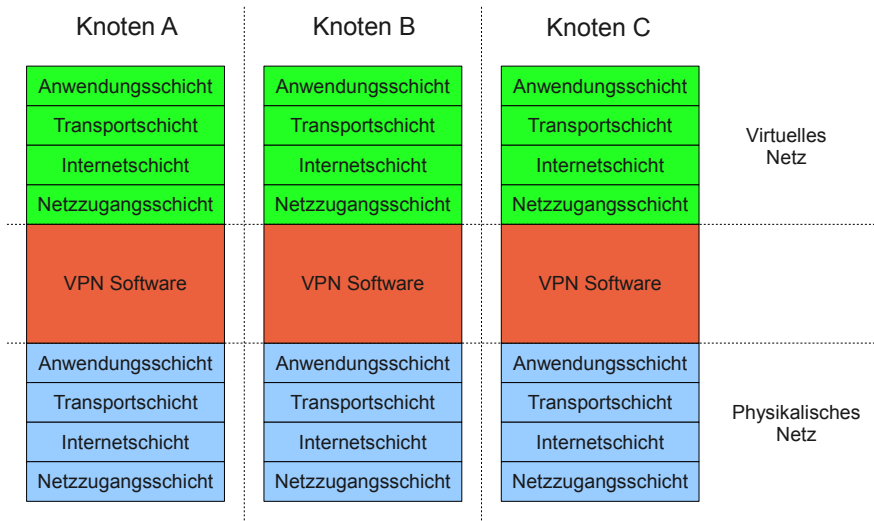 Knoten A
Knoten B
Knoten C
Anwendungsschicht
Anwendungsschicht
Anwendungsschicht
Transportschicht
Transportschicht
Transportschicht
Internetschicht
Internetschicht
Internetschicht
Netzzugangsschicht
Netzzugangsschicht
Netzzugangsschicht
Virtuelles
Netz
VPN Software
VPN Software
VPN Software
Anwendungsschicht
Anwendungsschicht
Anwendungsschicht
Transportschicht
Transportschicht
Transportschicht
Internetschicht
Internetschicht
Internetschicht
Netzzugangsschicht
Netzzugangsschicht
Netzzugangsschicht
Physikalisches
Netz